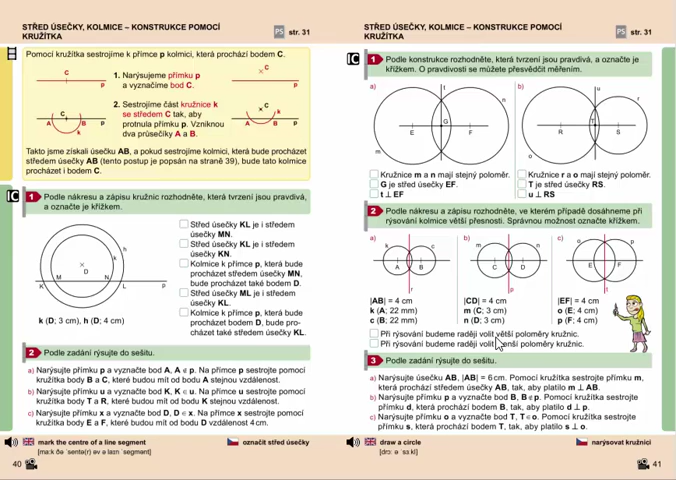 STŘED ÚSEČKY, KOLMICE – KONSTRUKCE POMOCÍ
KRUŽÍTKA
PS str. 31
Pomocí kružítka sestrojíme k přímce p kolmici, která prochází bodem C.
C
p
1. Narýsujeme přímku p
a vyznačíme bod C.
C
p
C
A B p
k
2. Sestrojíme část kružnice k
se středem C tak, aby
protnula přímku p. Vzniknou
dva průsečíky A a B.
C
k
A B p
Takto jsme získali úsečku AB, a pokud sestrojíme kolmici, která bude procházet
středem úsečky AB (tento postup je popsán na straně 39), bude tato kolmice
procházet i bodem C.
1 Podle nákresu a zápisu kružnic rozhodněte, která tvrzení jsou pravdivá,
a označte je křížkem.
h
k
D
M N
K L p
k (D; 3 cm), h (D; 4 cm)
Střed úsečky KL je i středem
úsečky MN.
Střed úsečky KL je i středem
úsečky KN.
Kolmice k přímce p, která bude
procházet středem úsečky MN,
bude procházet také bodem D.
Střed úsečky ML je i středem
úsečky KL.
Kolmice k přímce p, která bude
procházet bodem D, bude pro-
cházet také středem úsečky KL.
2 Podle zadání rýsujte do sešitu.
a) Narýsujte přímku p a vyznačte bod A, A ∈ p. Na přímce p sestrojte pomocí
kružítka body B a C, které budou mít od bodu A stejnou vzdálenost.
b) Narýsujte přímku u a vyznačte bod K, K ∈ u. Na přímce u sestrojte pomocí
kružítka body T a R, které budou mít od bodu K stejnou vzdálenost.
c) Narýsujte přímku x a vyznačte bod D, D ∈ x. Na přímce x sestrojte pomocí
kružítka body E a F, které budou mít od bodu D vzdálenost 4 cm.
mark the centre of a line segment
označit střed úsečky
[maːk ðə ˈsentə(r) əv ə laɪn ˈsegmənt]
40
STŘED ÚSEČKY, KOLMICE – KONSTRUKCE POMOCÍ
KRUŽÍTKA
PS str. 31
1 Podle konstrukce rozhodněte, která tvrzení jsou pravdivá, a označte je
křížkem. O pravdivosti se můžete přesvědčit měřením.
a)
t
n
G
E F
m
b)
u
r
T
R S
o
Kružnice m a n mají stejný poloměr.
G je střed úsečky EF.
t ⊥ EF
Kružnice r a o mají stejný poloměr.
T je střed úsečky RS.
u ⊥ RS
2 Podle nákresu a zápisu rozhodněte, ve kterém případě dosáhneme při
rýsování kolmice větší přesnosti. Správnou možnost označte křížkem.
a)
k c
A B
r
b)
m n
C D
p
c)
o p
E F
t
|AB| = 4 cm
k (A; 22 mm)
c (B; 22 mm)
|CD| = 4 cm
m (C; 3 cm)
n (D; 3 cm)
|EF| = 4 cm
o (E; 4 cm)
p (F; 4 cm)
Při rýsování budeme raději volit větší poloměry kružnic.
Při rýsování budeme raději volit menší poloměry kružnic.
3 Podle zadání rýsujte do sešitu.
a) Narýsujte úsečku AB, |AB| = 6 cm. Pomocí kružítka sestrojte přímku m,
která prochází středem úsečky AB, tak, aby platilo m ⊥ AB.
b) Narýsujte přímku p a vyznačte bod B, B ∉ p. Pomocí kružítka sestrojte
přímku d, která prochází bodem B, tak, aby platilo d ⊥ p.
c) Narýsujte přímku o a vyznačte bod T, T ∈ o. Pomocí kružítka sestrojte
přímku s, která prochází bodem T, tak, aby platilo s ⊥ o.
draw a circle
narýsovat kružnici
[drɔː ə ˈsɜːkl]
41